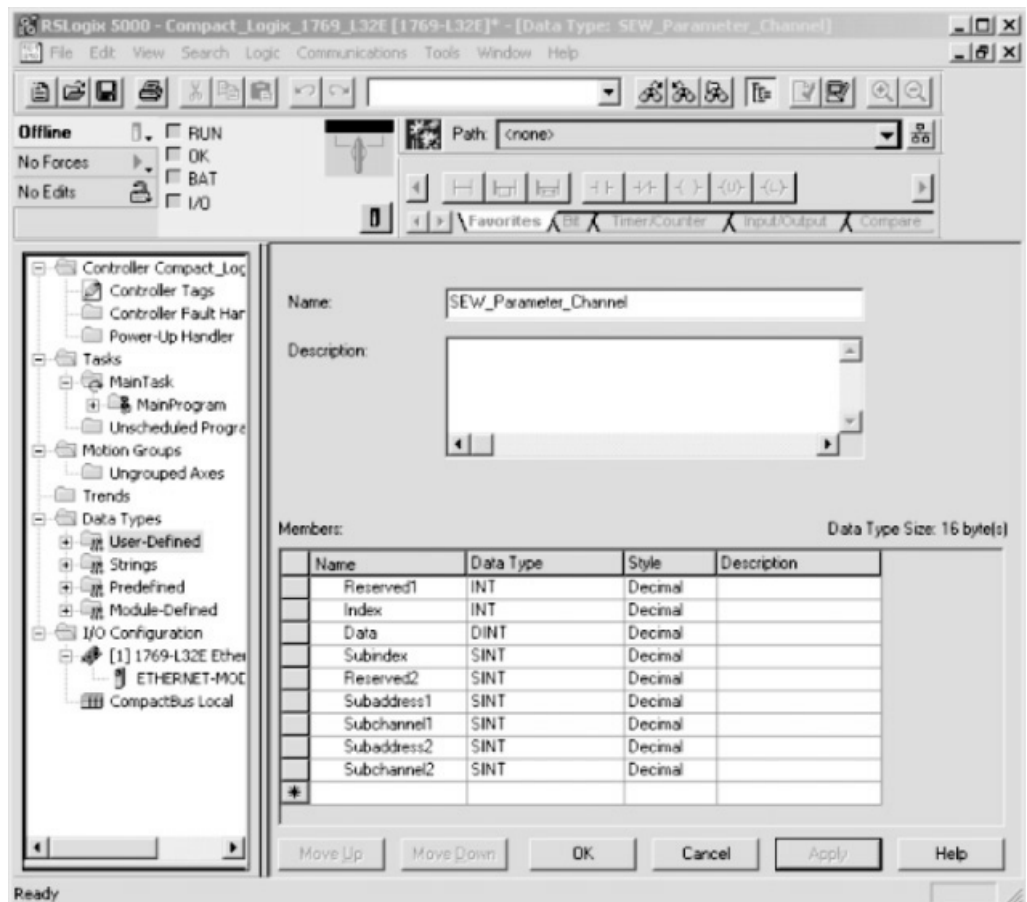 RSLogix 5000 - Compact_Logix_1769_L32E [1769-L32E]* - [Data Type: SEW_Parameter_Channel]
File Edit View Search Logic Communications Tools Window Help
Offline
RUN
No Forces
OK
No Edits
BAT
I/O
Path: <none>
Favorites Bit Timer/Counter Input/Output Compare
Controller Compact_Log
Controller Tags
Controller Fault Har
Power-Up Handler
Tasks
MainTask
MainProgram
Unscheduled Progra
Motion Groups
Ungrouped Axes
Trends
Data Types
User-Defined
Strings
Predefined
Module-Defined
I/O Configuration
[1] 1769-L32E Ether
ETHERNET-MOD
CompactBus Local
Name: SEW_Parameter_Channel
Description:
Members: Data Type Size: 16 byte(s)
Name Data Type Style Description
Reserved1 INT Decimal
Index INT Decimal
Data DINT Decimal
Subindex SINT Decimal
Reserved2 SINT Decimal
Subaddress1 SINT Decimal
Subchannel1 SINT Decimal
Subaddress2 SINT Decimal
Subchannel2 SINT Decimal
Move Up Move Down OK Cancel Apply Help
Ready